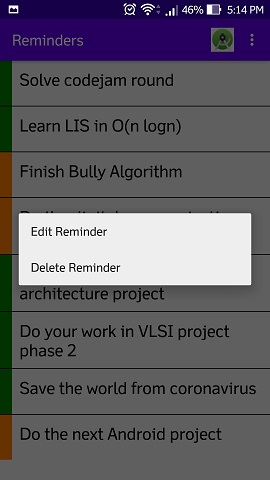 46% 5:14 PM
Reminders
Solve codejam round
Learn LIS in O(n logn)
Finish Bully Algorithm
Edit Reminder
Delete Reminder
architecture project
Do your work in VLSI project
phase 2
Save the world from coronavirus
Do the next Android project